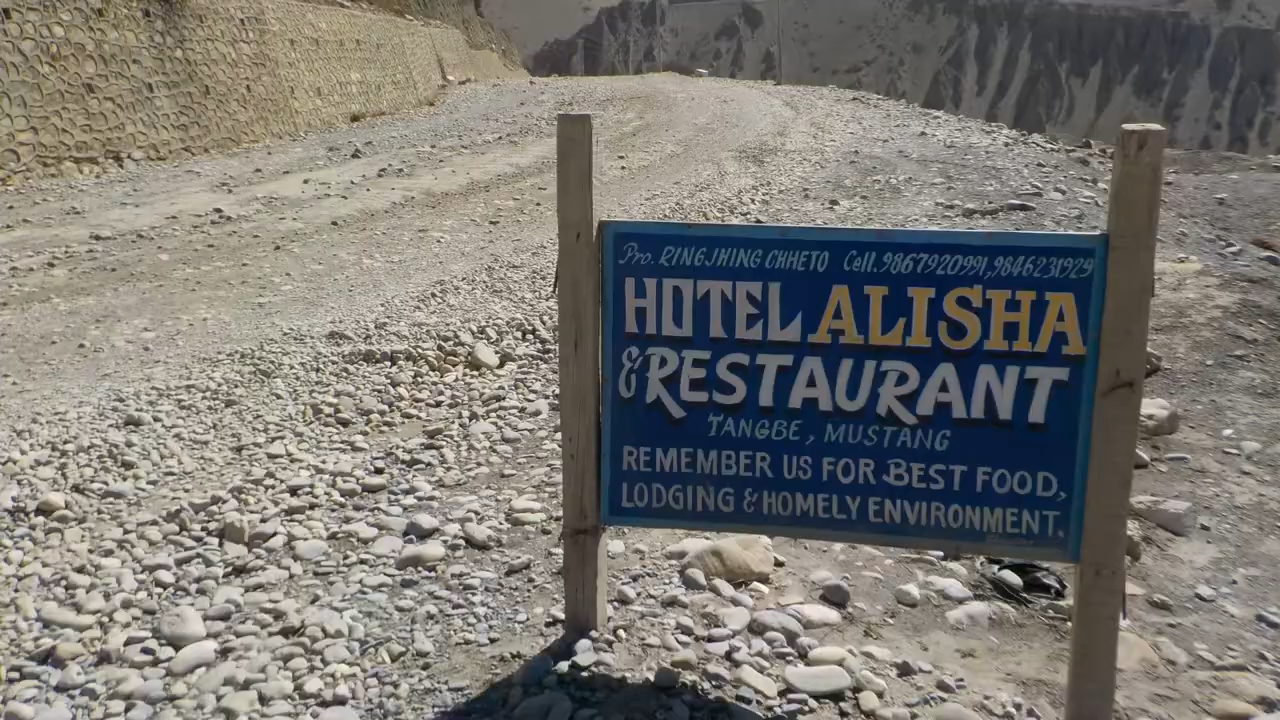 Pro. RINGJHING CHHETO Cell.9867920991,9846231929
HOTEL ALISHA
& RESTAURANT
TANGBE, MUSTANG
REMEMBER US FOR BEST FOOD,
LODGING & HOMELY ENVIRONMENT.